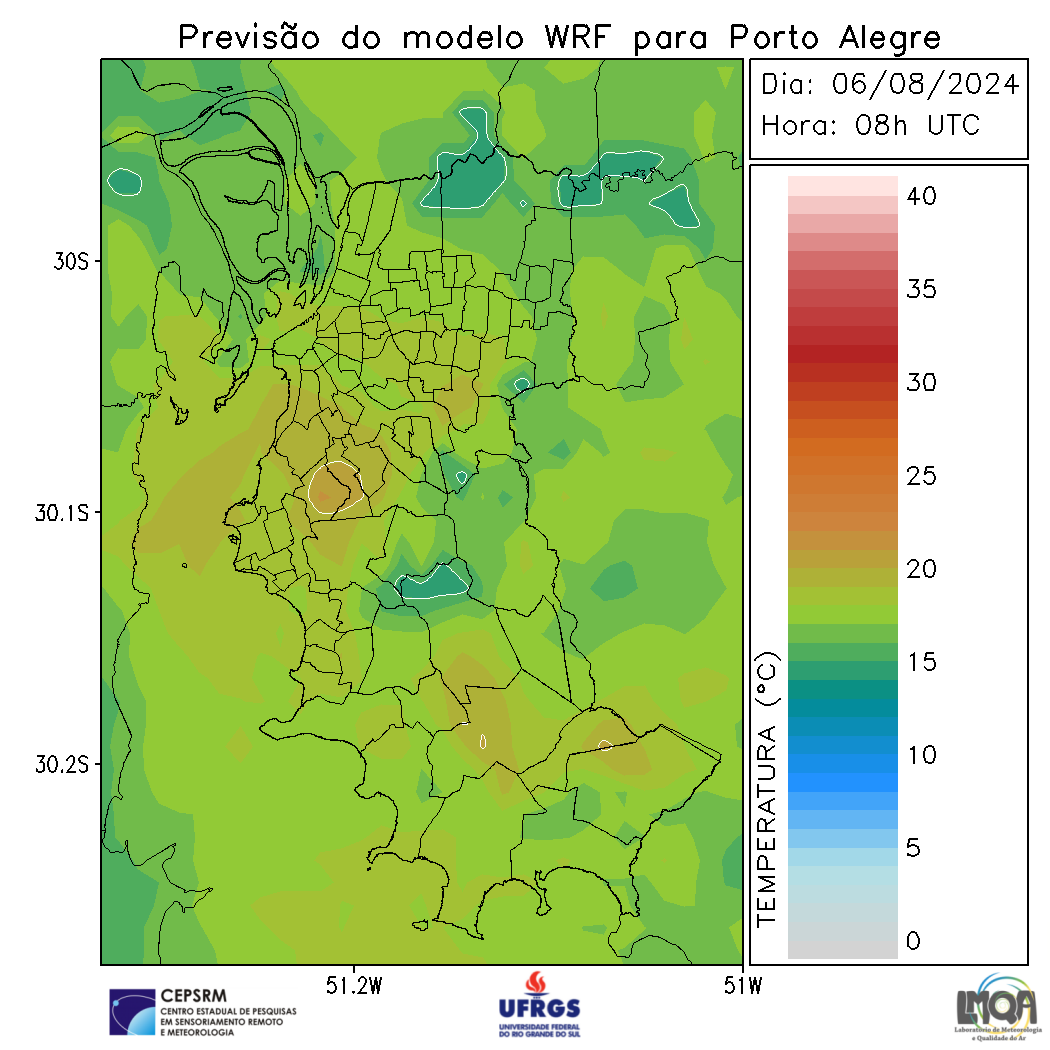 Previsão do modelo WRF para Porto Alegre
Dia: 06/08/2024
Hora: 08h UTC
40
35
30
25
20
15
10
5
0
TEMPERATURA (°C)
30S
30.1S
30.2S
51.2W
51W
CEPSRM
CENTRO ESTADUAL DE PESQUISAS
EM SENSORIAMENTO REMOTO
E METEOROLOGIA
UFRGS
UNIVERSIDADE FEDERAL
DO RIO GRANDE DO SUL
LMQA
Laboratório de Meteorologia
e Qualidade do Ar